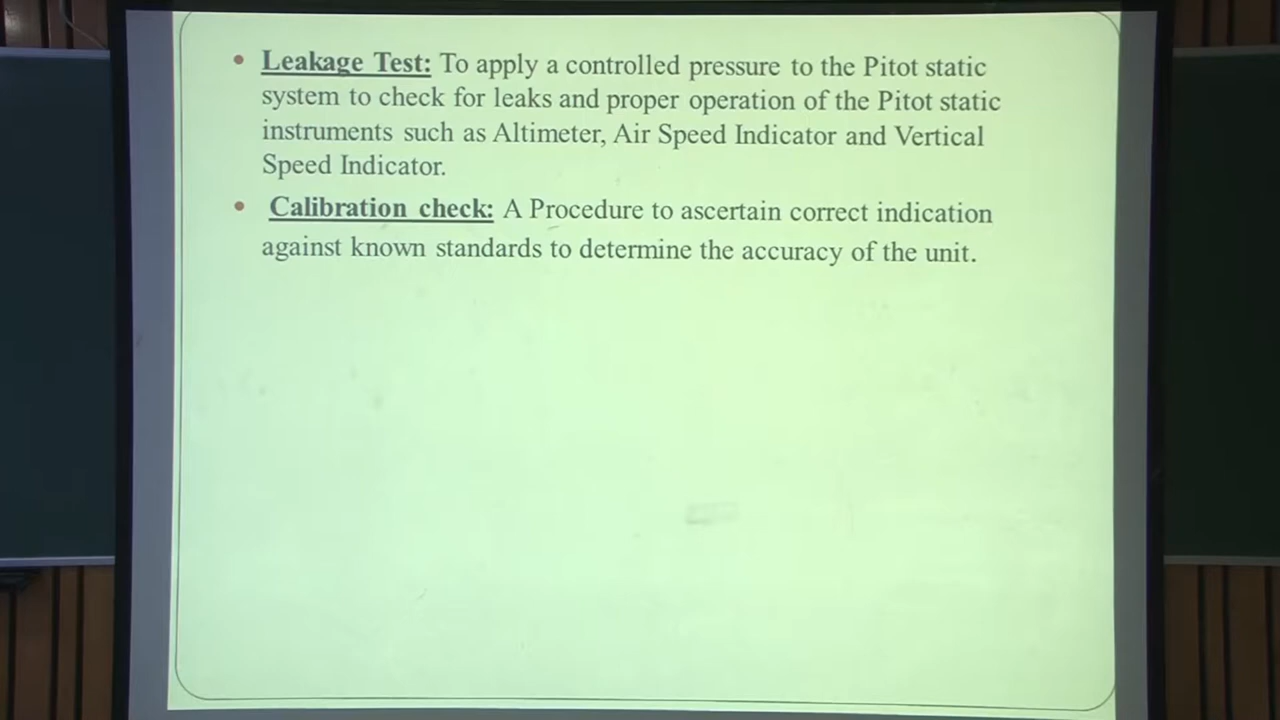 • Leakage Test: To apply a controlled pressure to the Pitot static
system to check for leaks and proper operation of the Pitot static
instruments such as Altimeter, Air Speed Indicator and Vertical
Speed Indicator.
• Calibration check: A Procedure to ascertain correct indication
against known standards to determine the accuracy of the unit.